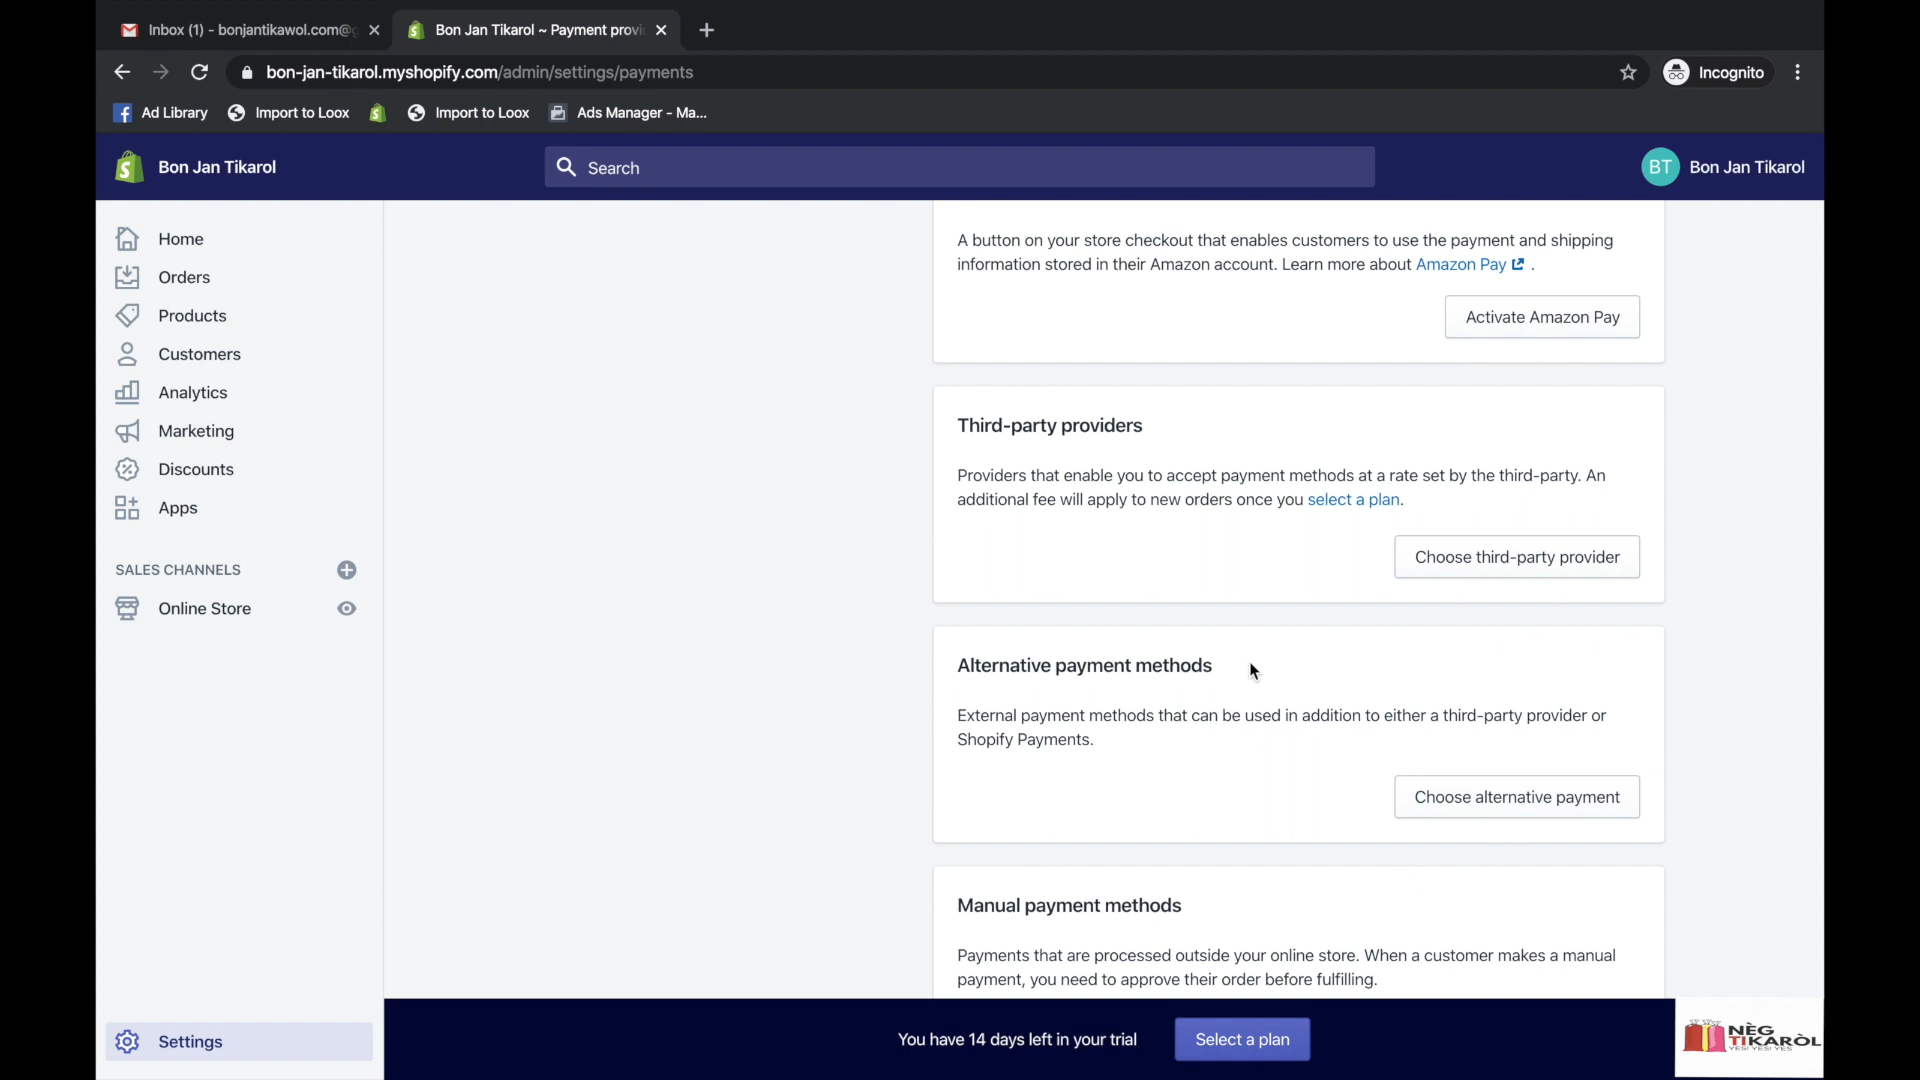 Inbox (1) - bonjantikawol.com@g
Bon Jan Tikarol ~ Payment provi
bon-jan-tikarol.myshopify.com/admin/settings/payments
Incognito
Ad Library
Import to Loox
Import to Loox
Ads Manager - Ma...
Bon Jan Tikarol
Search
BT Bon Jan Tikarol
Home
Orders
Products
Customers
Analytics
Marketing
Discounts
Apps
SALES CHANNELS
Online Store
Settings
A button on your store checkout that enables customers to use the payment and shipping
information stored in their Amazon account. Learn more about Amazon Pay .
Activate Amazon Pay
Third-party providers
Providers that enable you to accept payment methods at a rate set by the third-party. An
additional fee will apply to new orders once you select a plan.
Choose third-party provider
Alternative payment methods
External payment methods that can be used in addition to either a third-party provider or
Shopify Payments.
Choose alternative payment
Manual payment methods
Payments that are processed outside your online store. When a customer makes a manual
payment, you need to approve their order before fulfilling.
You have 14 days left in your trial
Select a plan
NÈG
TIKARÒL
YES! YES! YES